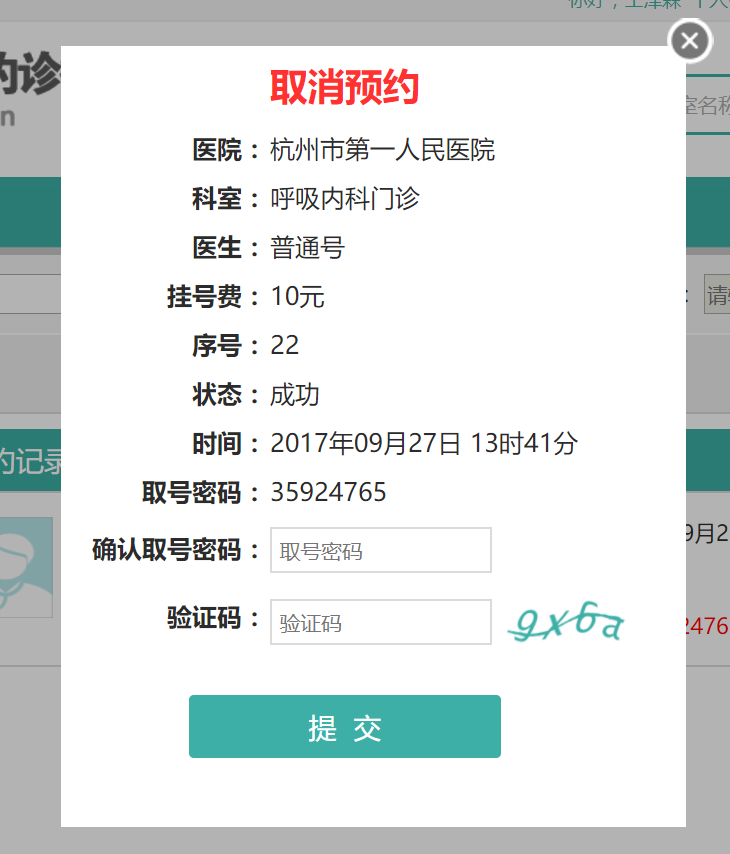 的诊
n
室名称
取消预约
医院：杭州市第一人民医院
科室：呼吸内科门诊
医生：普通号
挂号费：10元
请输
序号：22
状态：成功
时间：2017年09月27日 13时41分
约记录
取号密码：35924765
确认取号密码：取号密码
9月2
验证码：验证码 gx6a
2476
提 交